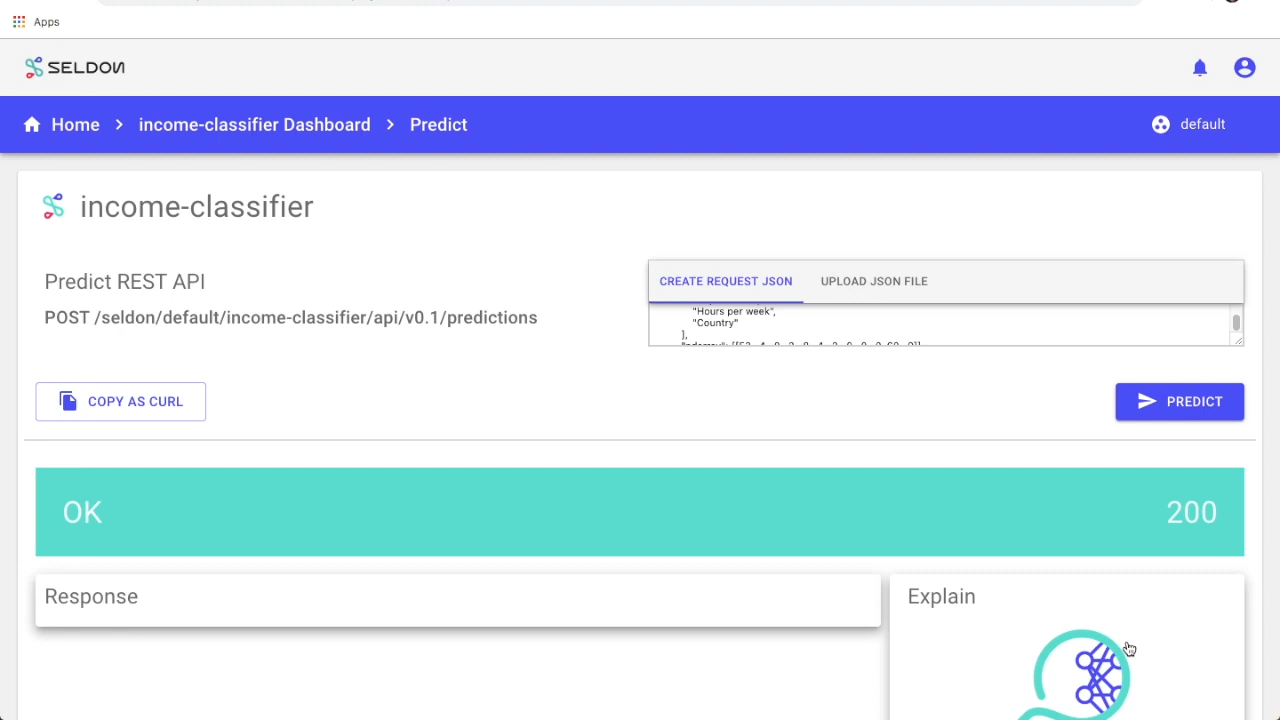 Apps
SELDON
Home > income-classifier Dashboard > Predict
default
income-classifier
Predict REST API
POST /seldon/default/income-classifier/api/v0.1/predictions
CREATE REQUEST JSON
UPLOAD JSON FILE
"Hours per week",
"Country"
],
COPY AS CURL
PREDICT
OK
200
Response
Explain